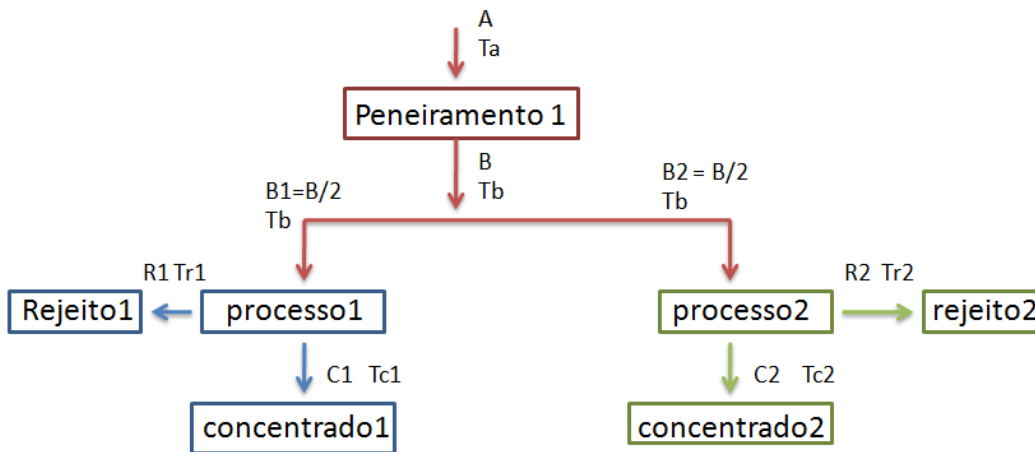 A
Ta
Peneiramento 1
B
Tb
B1=B/2
Tb
B2 = B/2
Tb
R1 Tr1
Rejeito1
processo1
C1 Tc1
concentrado1
R2 Tr2
processo2
rejeito2
C2 Tc2
concentrado2